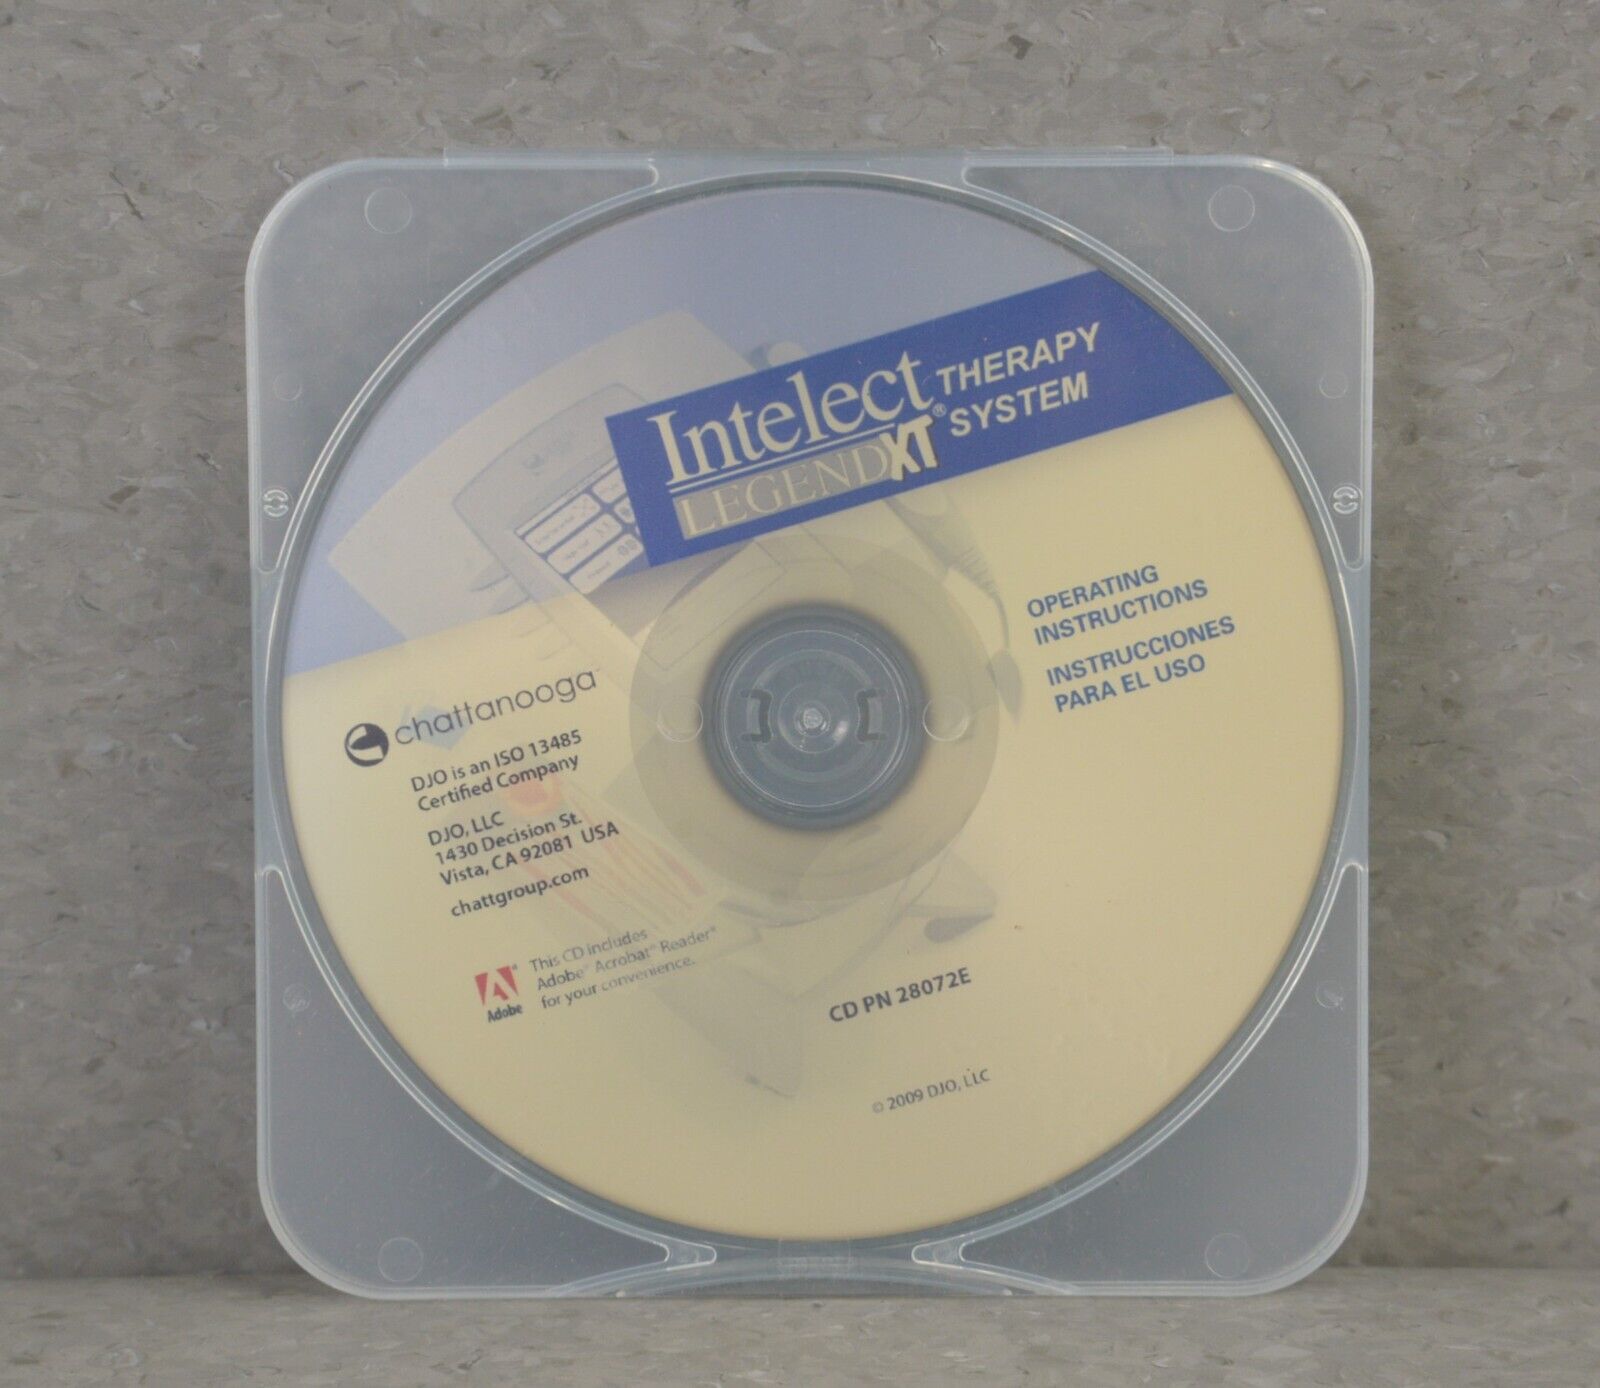 Intelect THERAPY
LEGEND XT® SYSTEM
OPERATING
INSTRUCTIONS
INSTRUCCIONES
PARA EL USO
chattanooga
DJO is an ISO 13485
Certified Company
DJO, LLC
1430 Decision St.
Vista, CA 92081 USA
chattgroup.com
Adobe
This CD includes
Adobe® Acrobat® Reader®
for your convenience.
CD PN 28072E
© 2009 DJO, LLC